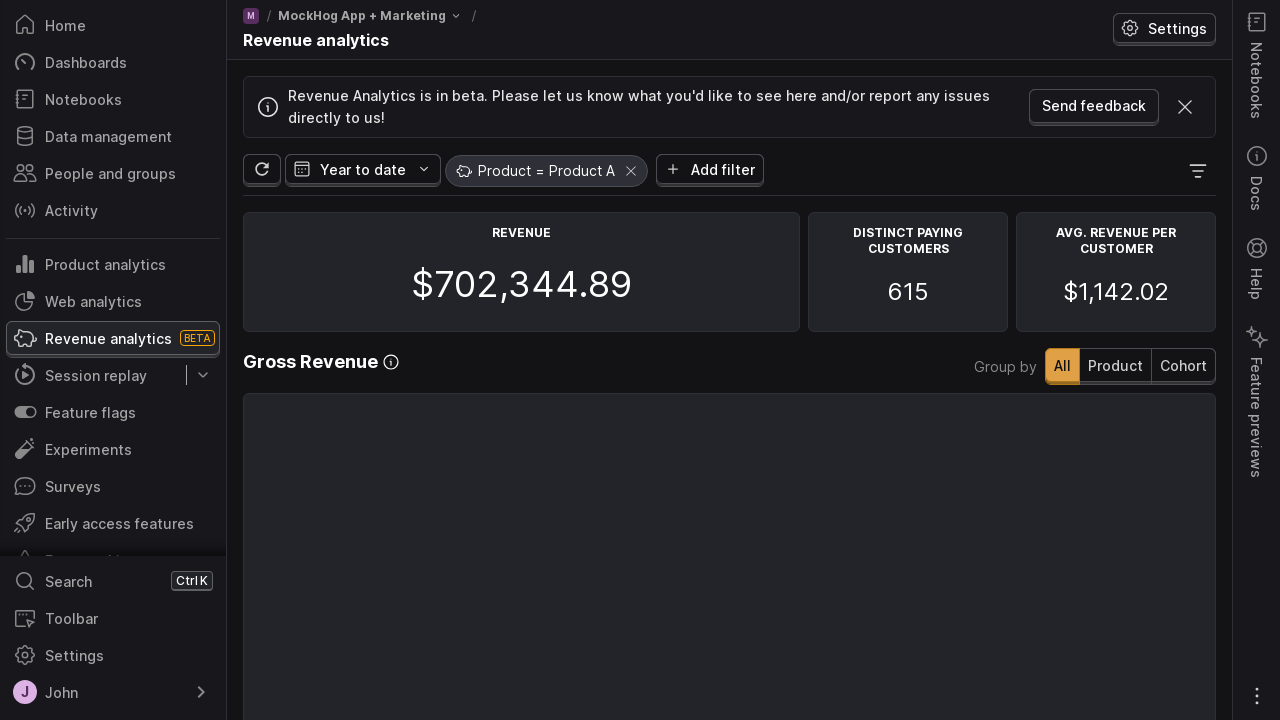 Home
Dashboards
Notebooks
Data management
People and groups
Activity
Product analytics
Web analytics
Revenue analytics BETA
Session replay
Feature flags
Experiments
Surveys
Early access features
Search Ctrl K
Toolbar
Settings
J John
M / MockHog App + Marketing /
Revenue analytics
Settings
Revenue Analytics is in beta. Please let us know what you'd like to see here and/or report any issues
directly to us!
Send feedback
Year to date
Product = Product A
Add filter
REVENUE
$702,344.89
DISTINCT PAYING
CUSTOMERS
615
AVG. REVENUE PER
CUSTOMER
$1,142.02
Gross Revenue
Group by All Product Cohort
Notebooks
Docs
Help
Feature previews